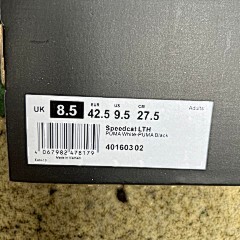 EUR US CM Adults
UK 8.5 42.5 9.5 27.5
Speedcat LTH
PUMA White-PUMA Black
401603 02
4 067982 478179
Made in Vietnam